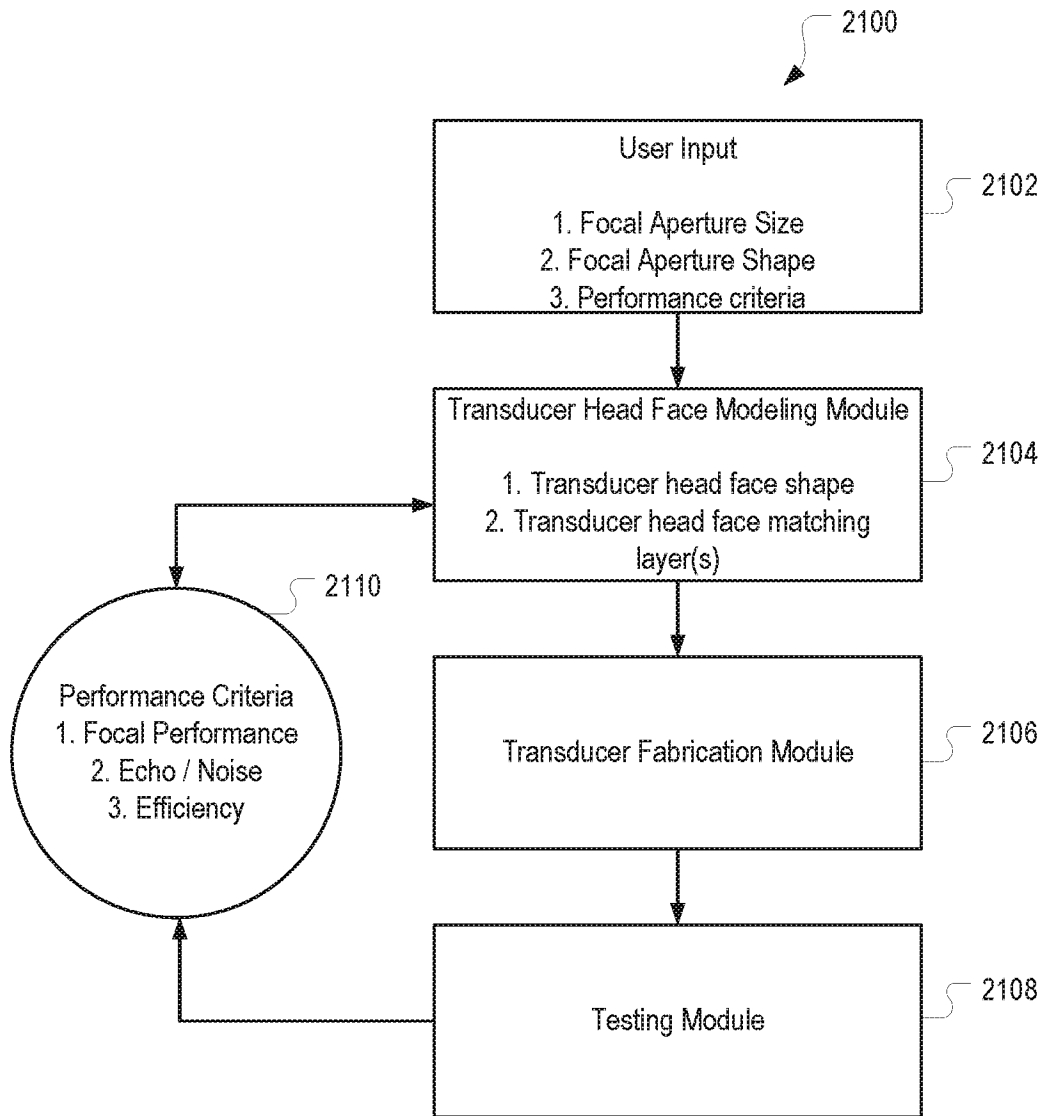 2100
User Input
2102
1. Focal Aperture Size
2. Focal Aperture Shape
3. Performance criteria
Transducer Head Face Modeling Module
2104
1. Transducer head face shape
2. Transducer head face matching
layer(s)
2110
Performance Criteria
1. Focal Performance
2. Echo / Noise
3. Efficiency
Transducer Fabrication Module
2106
Testing Module
2108